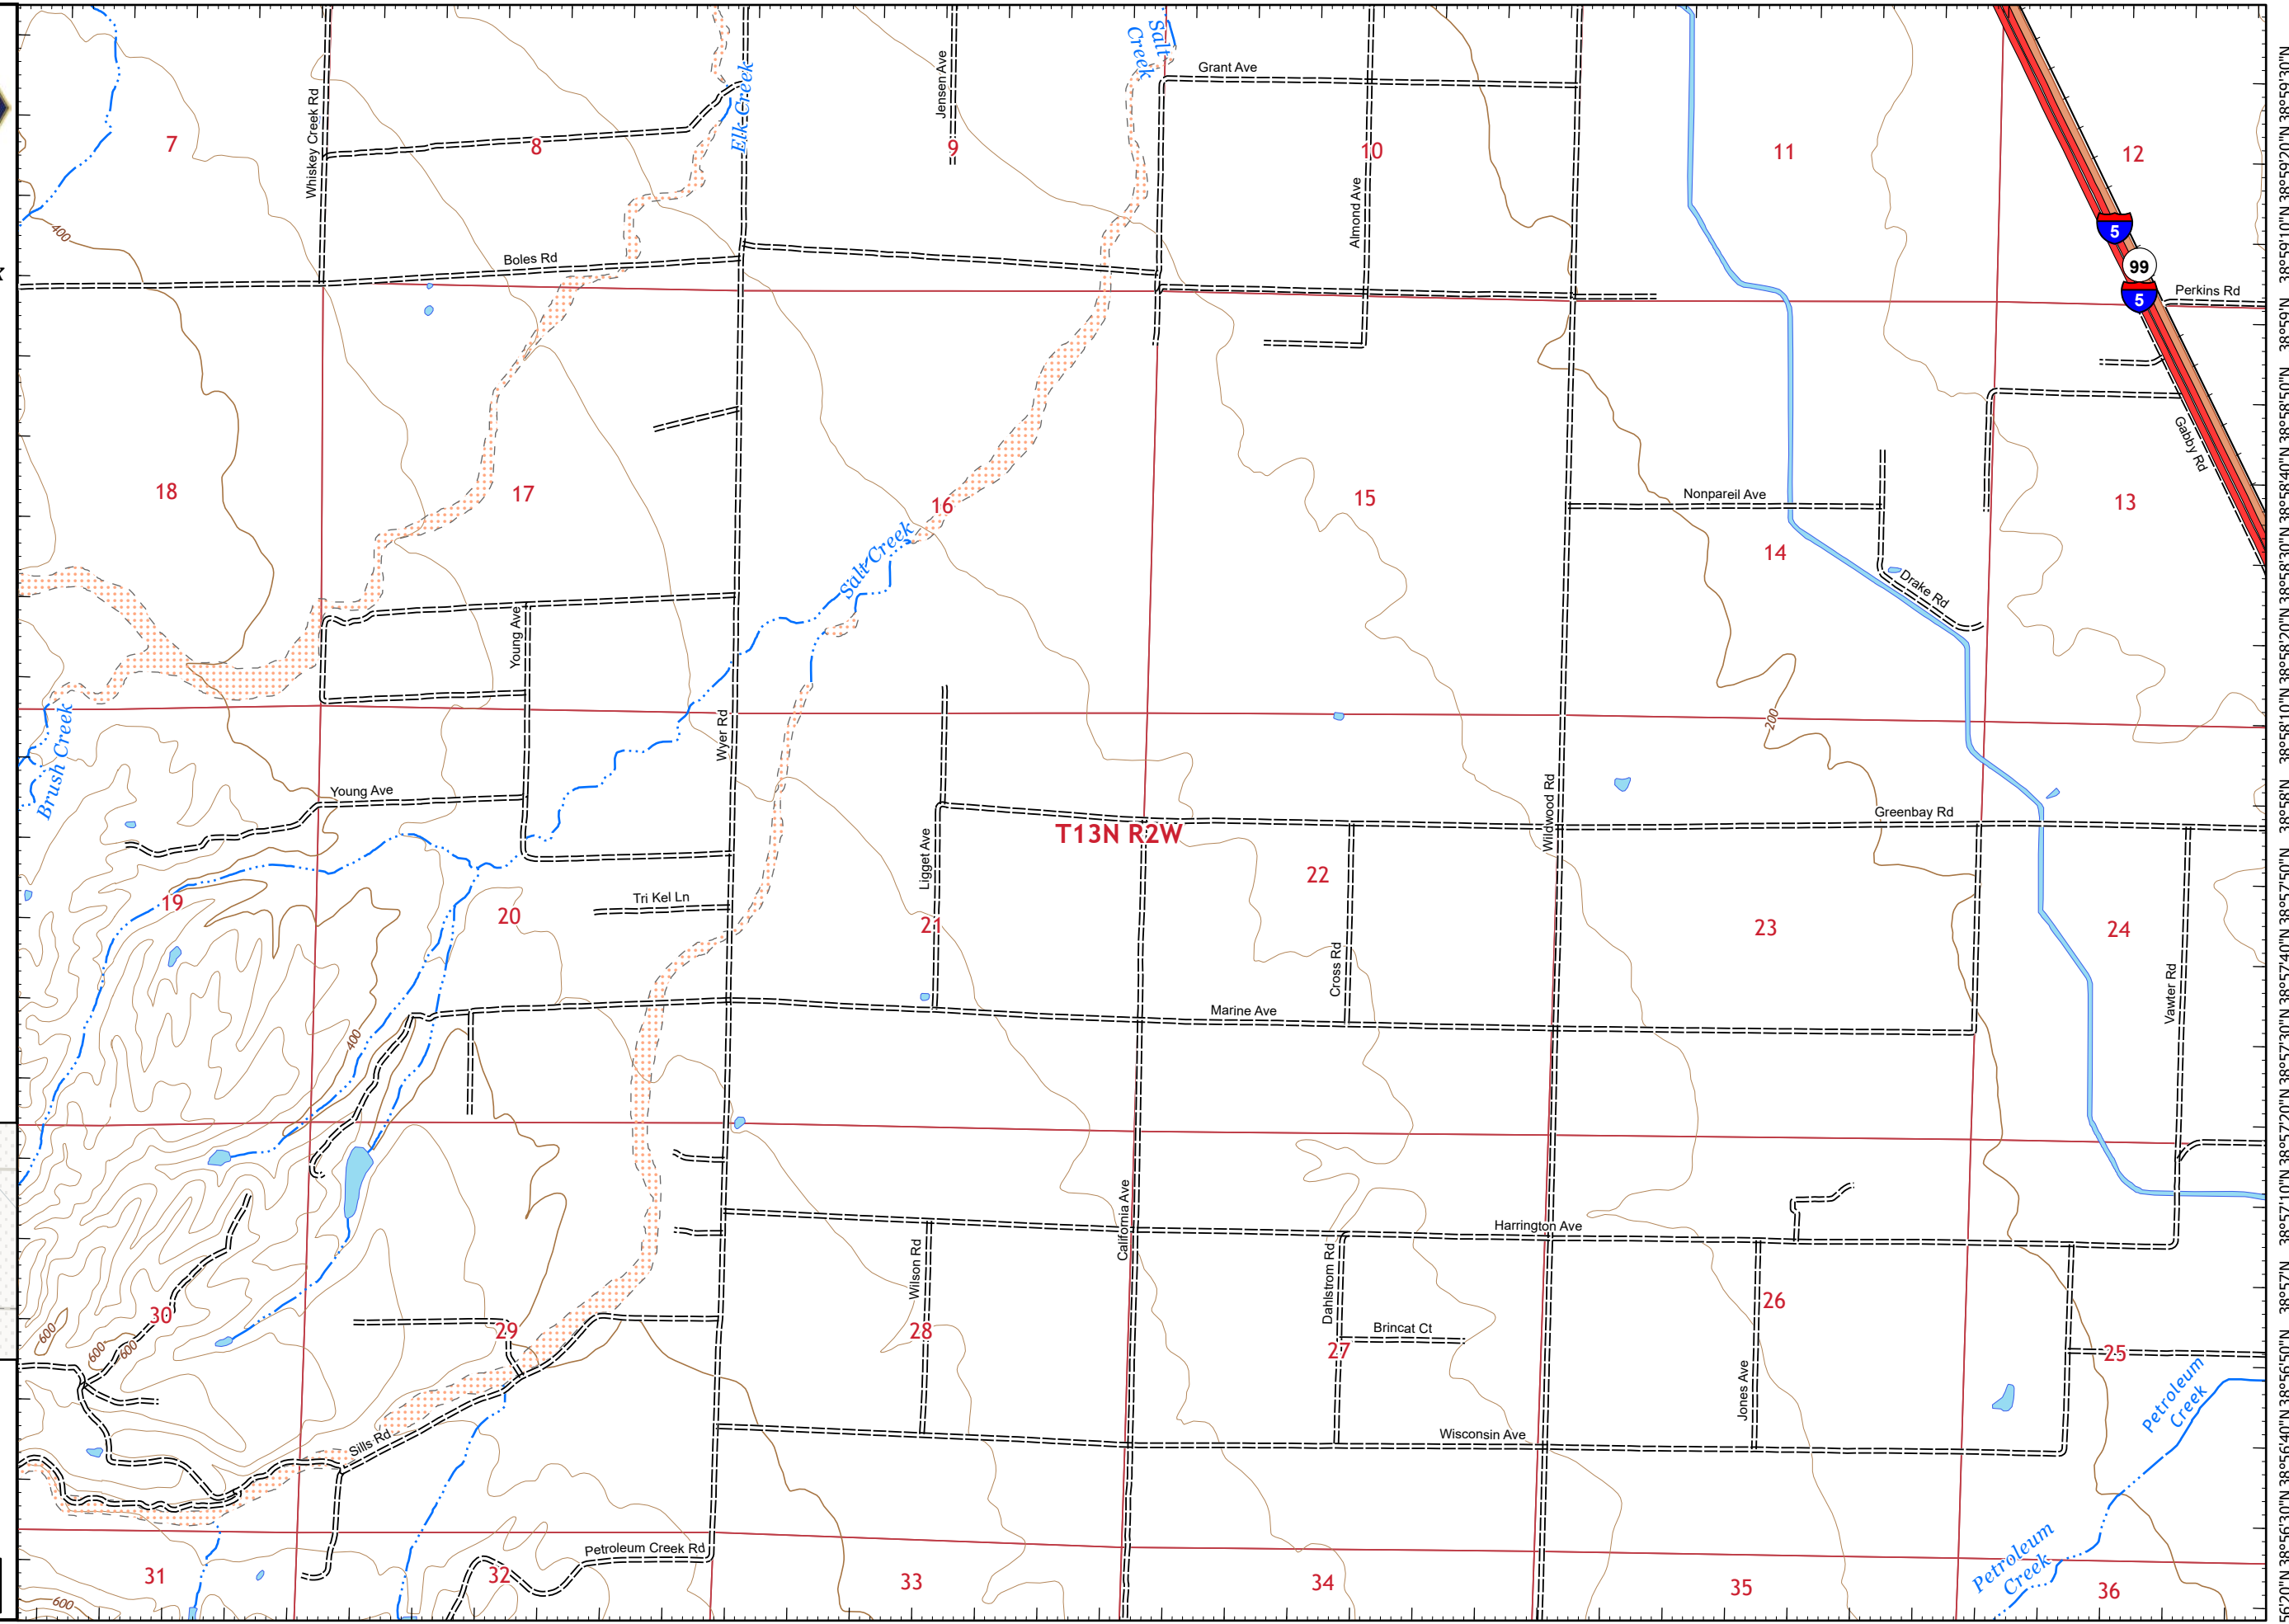 Salt
Creek
Grant Ave
Jensen Ave
Elk Creek
Whiskey Creek Rd
7
8
9
10
11
12
Almond Ave
400
5
99
5
Boles Rd
Perkins Rd
Gabby Rd
18
17
16
15
Nonpareil Ave
13
14
Salt Creek
Drake Rd
Young Ave
Brush Creek
Wyer Rd
200
Young Ave
Wildwood Rd
Greenbay Rd
T13N R2W
Ligget Ave
22
Tri Kel Ln
19
20
21
23
24
Cross Rd
Vawter Rd
Marine Ave
400
California Ave
Harrington Ave
Wilson Rd
Dahlstrom Rd
26
30
29
28
Brincat Ct
27
25
600
600
600
Jones Ave
Petroleum
Creek
Sills Rd
Wisconsin Ave
Petroleum Creek Rd
Petroleum
Creek
31
32
33
34
35
36
600